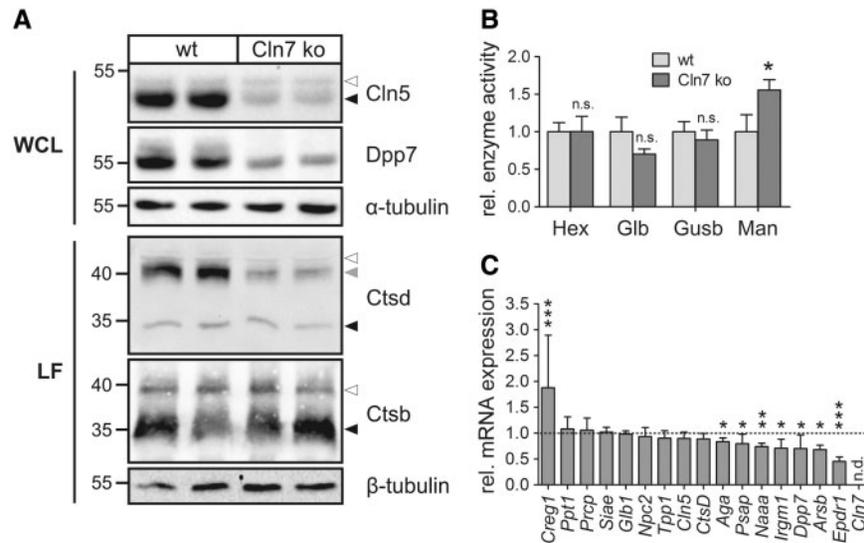 A
wt Cln7 ko
55
Cln5
WCL
55
Dpp7
55
α-tubulin
40
Ctsd
35
LF
40
Ctsb
35
55
β-tubulin
B
rel. enzyme activity
2.0
1.5
1.0
0.5
0.0
wt
Cln7 ko
n.s.
n.s.
n.s.
*
Hex Glb Gusb Man
C
rel. mRNA expression
3.5
3.0
2.5
2.0
1.5
1.0
0.5
0.0
***
* * ** * * * *** n.d.
Creg1 Ppt1 Prcp Siae Glb1 Npc2 Tpp1 Cln5 CtsD Aga Psap Naaa Irgm1 Dpp7 Arsb Epdr1 Cln7